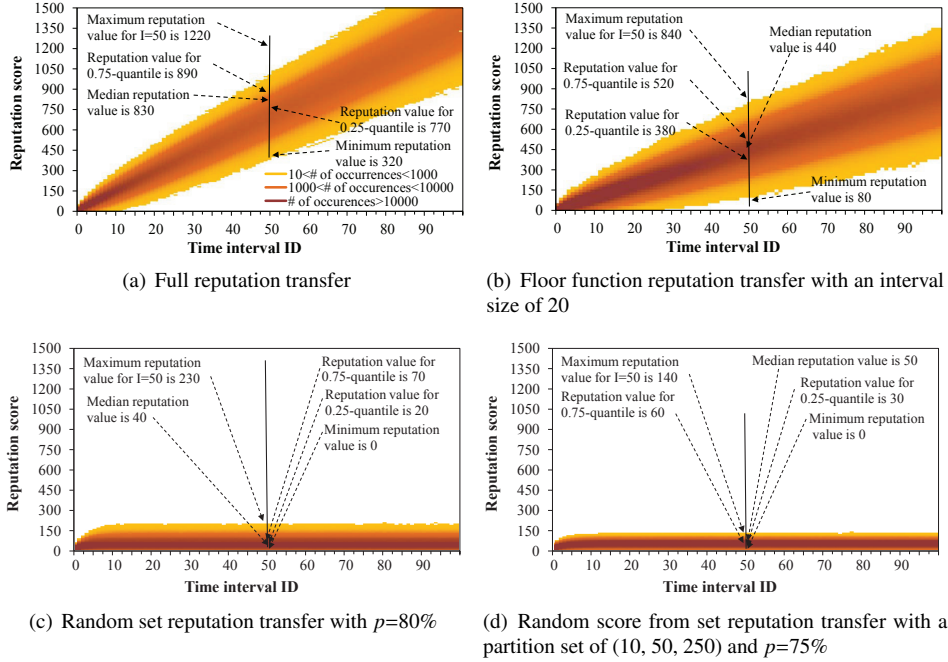 1500
1350
1200
1050
900
750
600
450
300
150
0
Reputation score
Maximum reputation
value for I=50 is 1220
Reputation value for
0.75-quantile is 890
Median reputation
value is 830
Reputation value for
0.25-quantile is 770
Minimum reputation
value is 320
10<# of occurrences<1000
1000<# of occurences<10000
# of occurences>10000
0 10 20 30 40 50 60 70 80 90
Time interval ID
(a) Full reputation transfer
1500
1350
1200
1050
900
750
600
450
300
150
0
Reputation score
Maximum reputation
value for I=50 is 840
Median reputation
value is 440
Reputation value for
0.75-quantile is 520
Reputation value for
0.25-quantile is 380
Minimum reputation
value is 80
0 10 20 30 40 50 60 70 80 90
Time interval ID
(b) Floor function reputation transfer with an interval
size of 20
1500
1350
1200
1050
900
750
600
450
300
150
0
Reputation score
Maximum reputation
value for I=50 is 230
Median reputation
value is 40
Reputation value for
0.75-quantile is 70
Reputation value for
0.25-quantile is 20
Minimum reputation
value is 0
0 10 20 30 40 50 60 70 80 90
Time interval ID
(c) Random set reputation transfer with p=80%
1500
1350
1200
1050
900
750
600
450
300
150
0
Reputation score
Maximum reputation
value for I=50 is 140
Reputation value for
0.75-quantile is 60
Median reputation value is 50
Reputation value for
0.25-quantile is 30
Minimum reputation
value is 0
0 10 20 30 40 50 60 70 80 90
Time interval ID
(d) Random score from set reputation transfer with a
partition set of (10, 50, 250) and p=75%